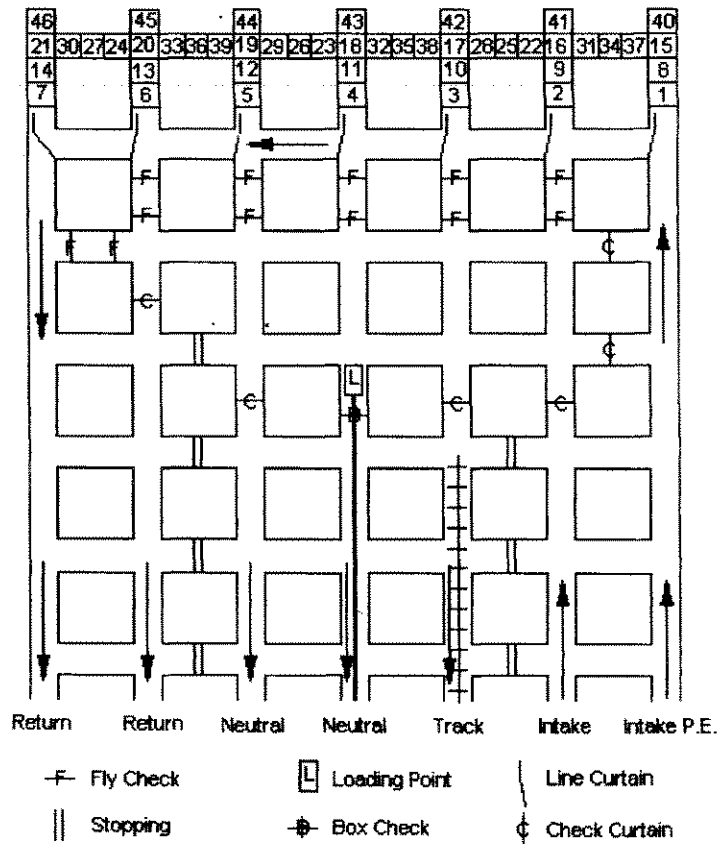 46 45 44 43 42 41 40
21 30 27 24 20 33 36 39 19 29 26 23 18 32 35 38 17 28 25 22 16 31 34 37 15
14 13 12 11 10 9 8
7 6 5 4 3 2 1
F F F F F
F F F F F
F F C
C
C
L
C B C C
Return Return Neutral Neutral Track Intake Intake P.E.
F Fly Check L Loading Point Line Curtain
Stopping B Box Check C Check Curtain